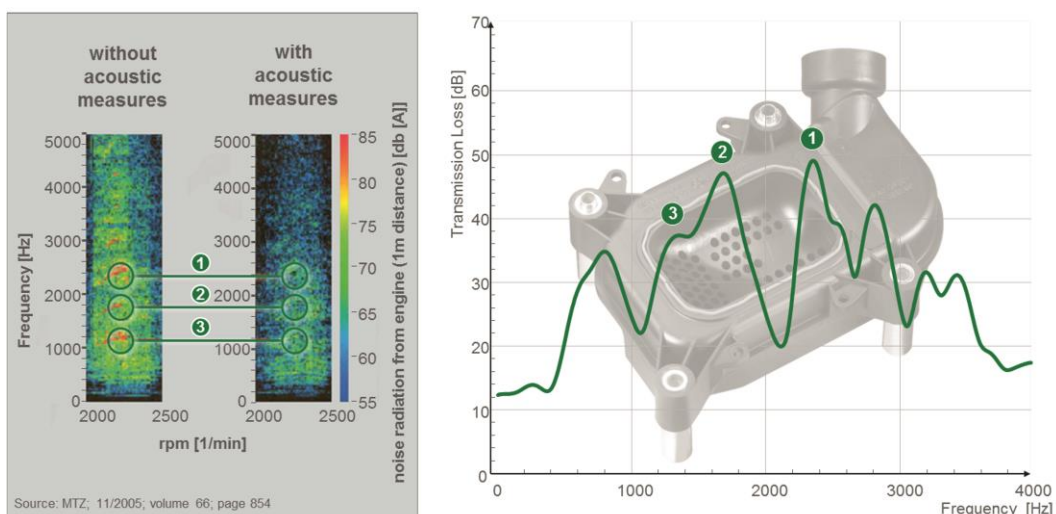 without
acoustic
measures
with
acoustic
measures
Frequency [Hz]
5000
4000
3000
2000
1000
0
5000
4000
3000
2000
1000
0
1
2
3
2000 2500
2000 2500
rpm [1/min]
85
80
75
70
65
60
55
noise radiation from engine (1m distance) [db [A]]
Source: MTZ; 11/2005; volume 66; page 854
Transmission Loss [dB]
70
60
50
40
30
20
10
0
1
2
3
0 1000 2000 3000 4000
Frequency [Hz]